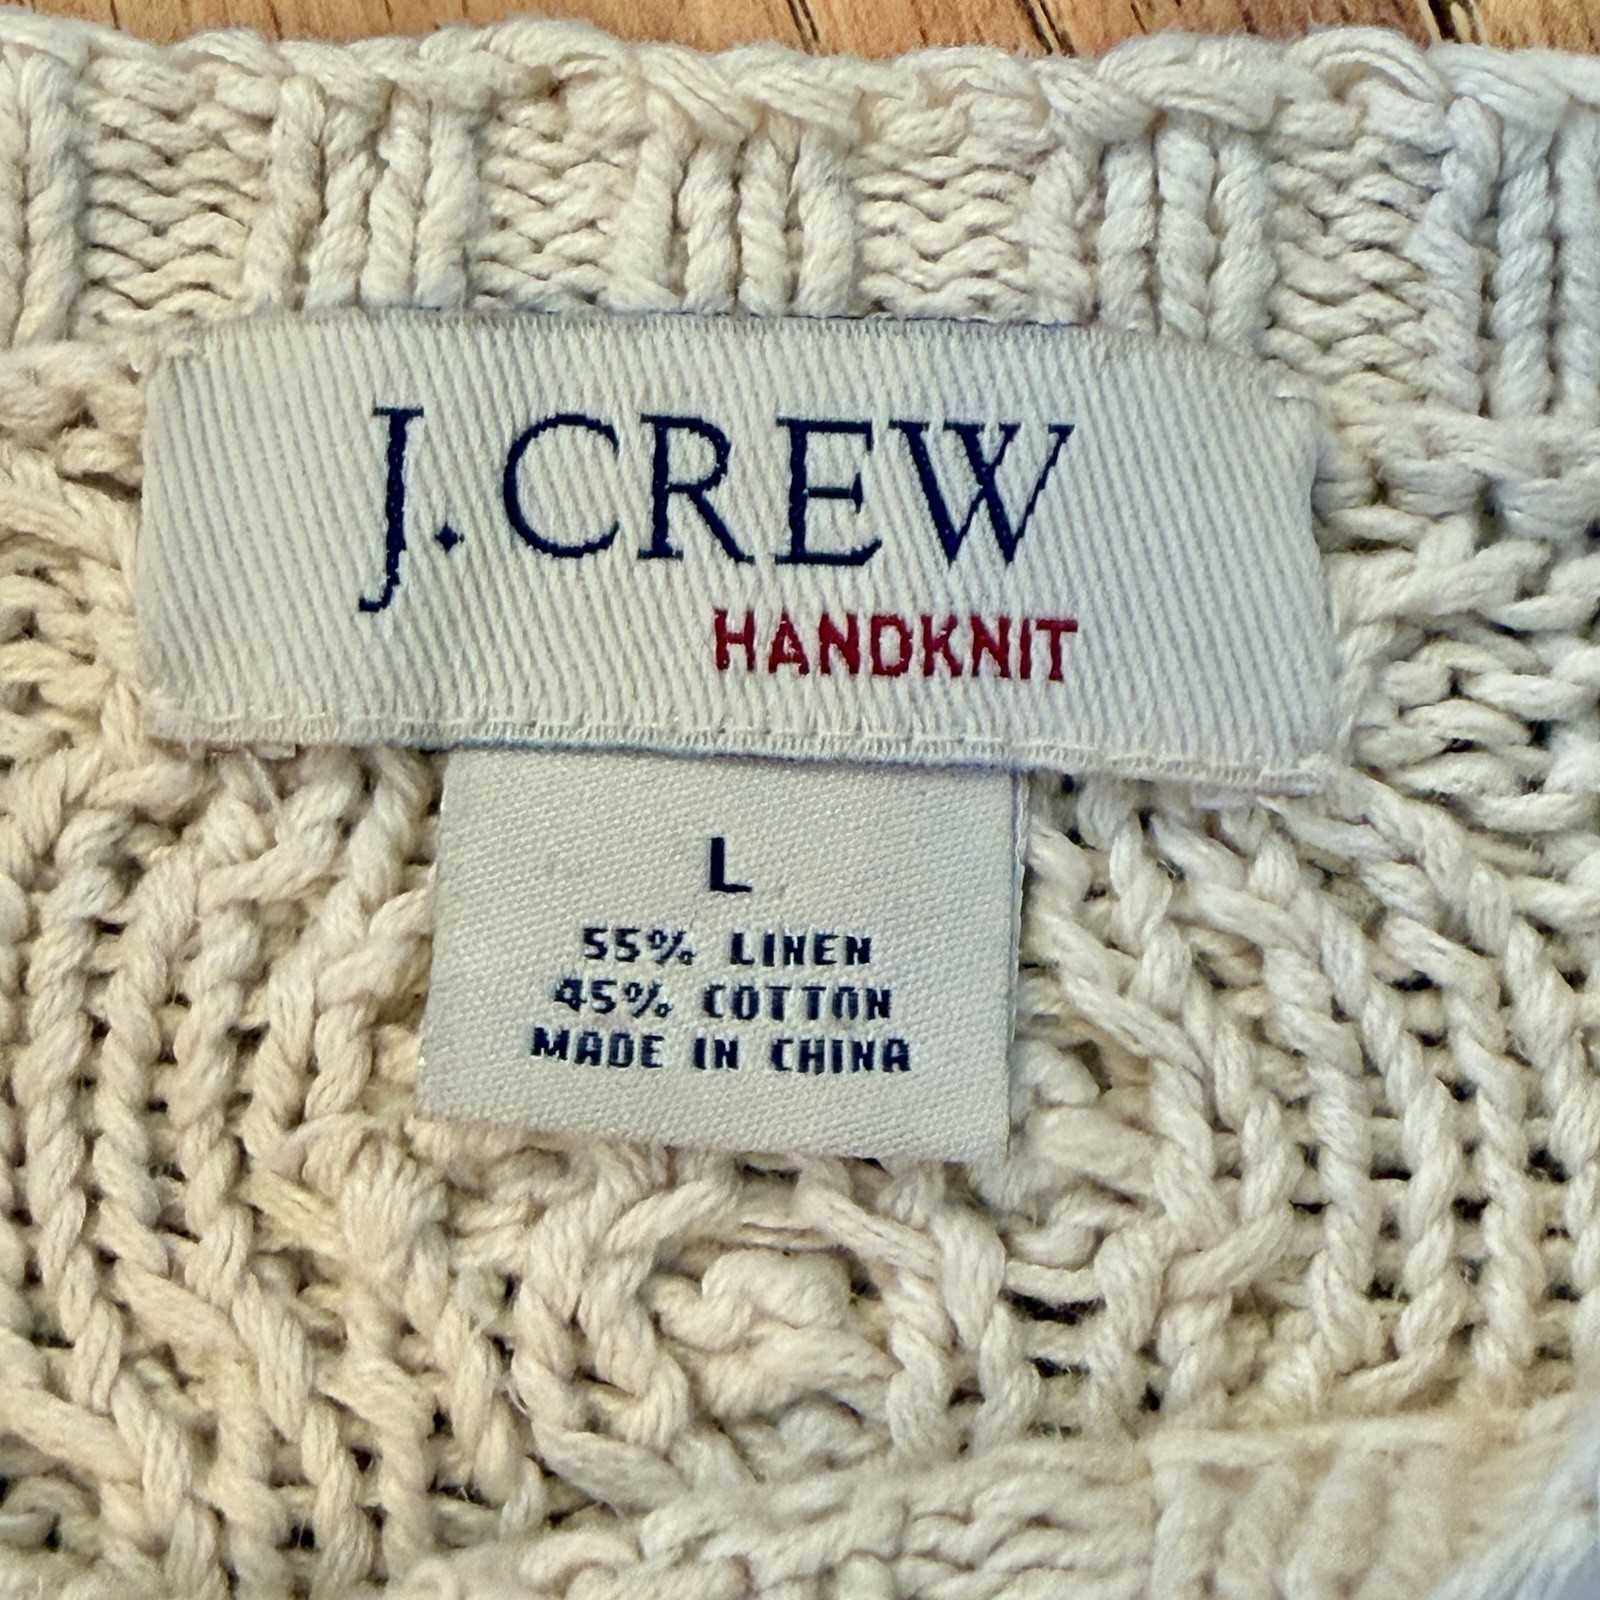 J.CREW
HANDKNIT
L
55% LINEN
45% COTTON
MADE IN CHINA